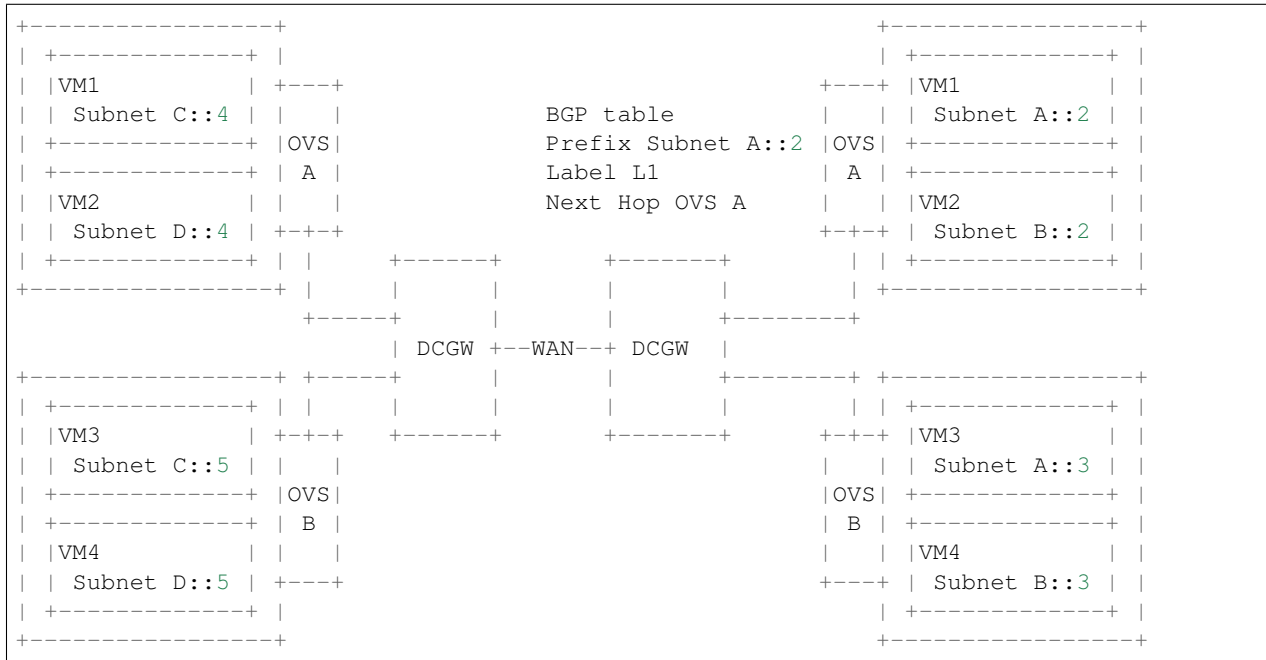 VM1 VM1
Subnet C::4 BGP table Subnet A::2
OVS Prefix Subnet A::2 OVS
A Label L1 A
VM2 Next Hop OVS A VM2
Subnet D::4 Subnet B::2
DCGW WAN DCGW
VM3 VM3
Subnet C::5 Subnet A::3
OVS OVS
B B
VM4 VM4
Subnet D::5 Subnet B::3